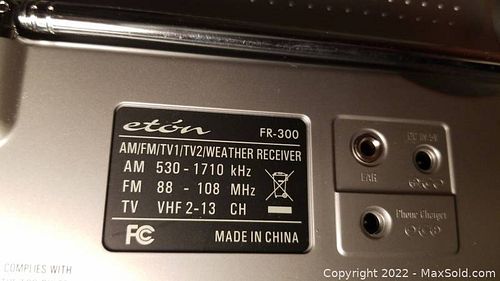 etón FR-300
AM/FM/TV1/TV2/WEATHER RECEIVER
AM 530-1710 kHz
FM 88 - 108 MHz
TV VHF 2-13 CH
FC MADE IN CHINA
EAR DC IN 5V
Phone Charger
COMPLIES WITH
Copyright © 2022 - MaxSold.com